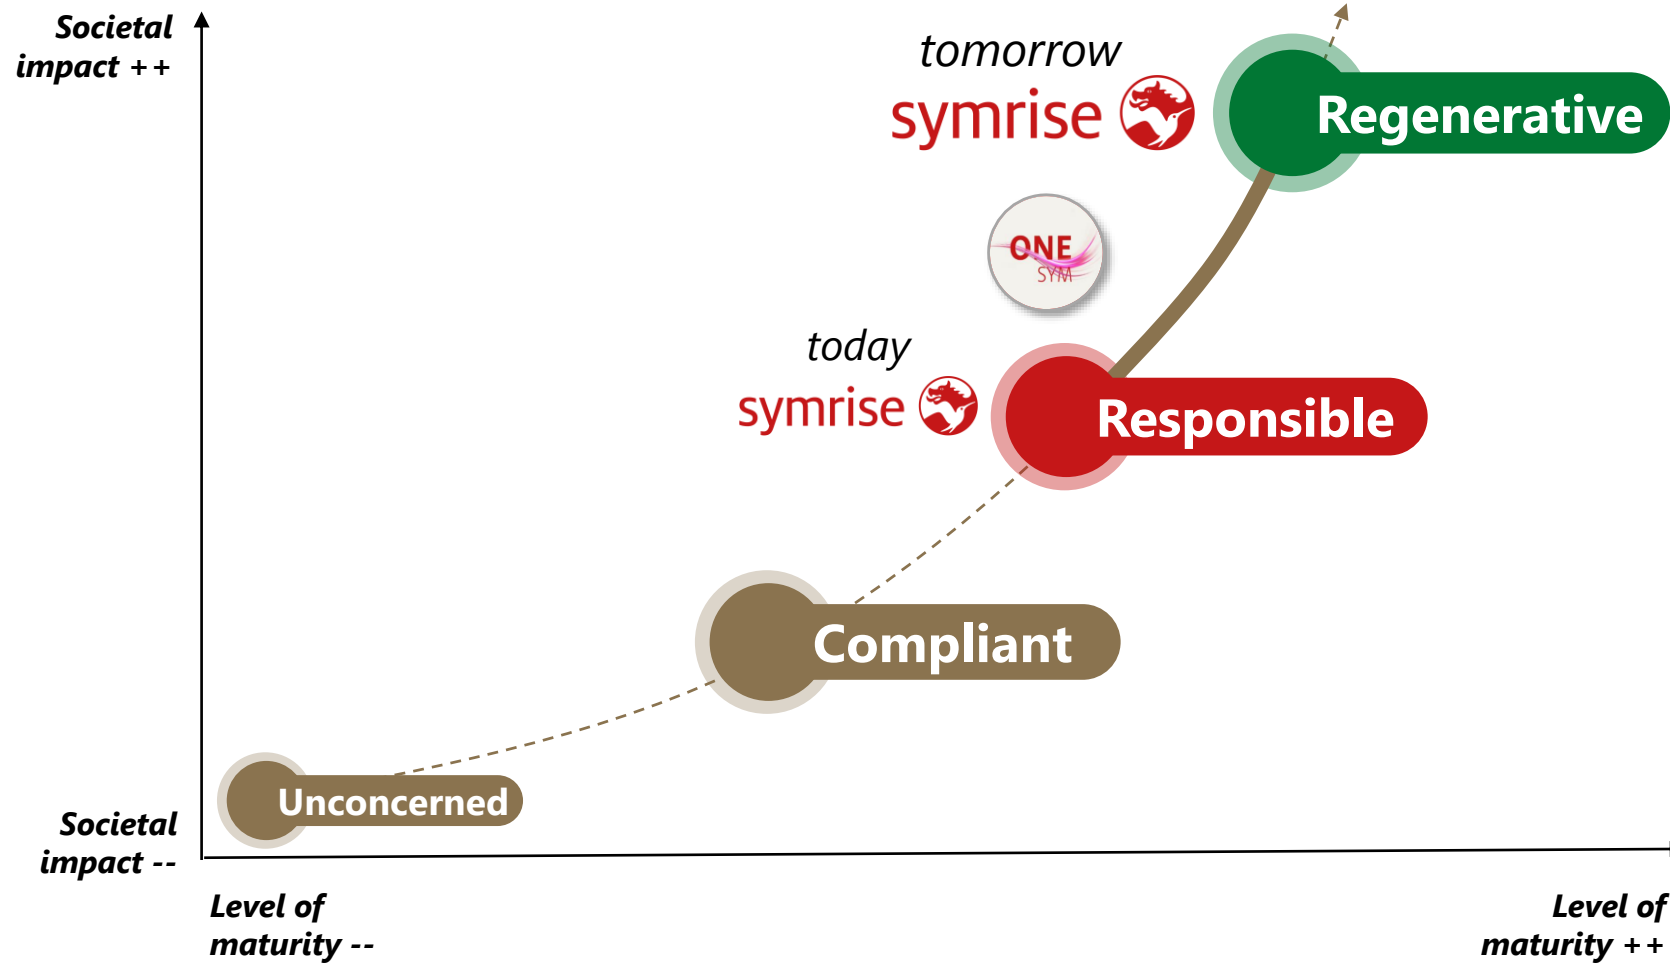 Societal
impact ++
tomorrow
symrise
Regenerative
ONE
SYM
today
symrise
Responsible
Compliant
Unconcerned
Societal
impact --
Level of
maturity --
Level of
maturity ++